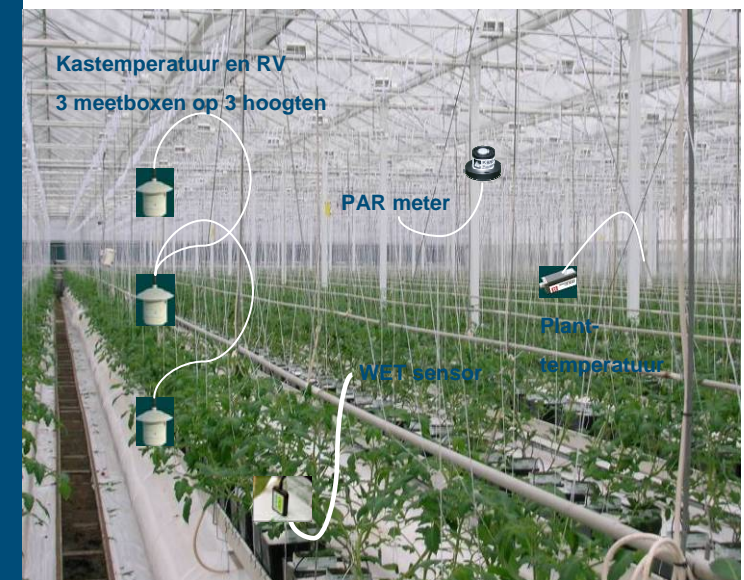 Kastemperatuur en RV
3 meetboxen op 3 hoogten
PAR meter
Plant-
temperatuur
WET sensor